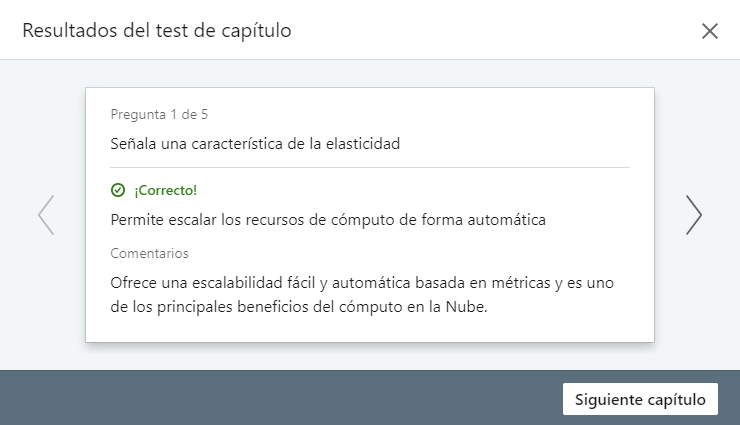 Resultados del test de capítulo
Pregunta 1 de 5
Señala una característica de la elasticidad
¡Correcto!
Permite escalar los recursos de cómputo de forma automática
Comentarios
Ofrece una escalabilidad fácil y automática basada en métricas y es uno
de los principales beneficios del cómputo en la Nube.
Siguiente capítulo